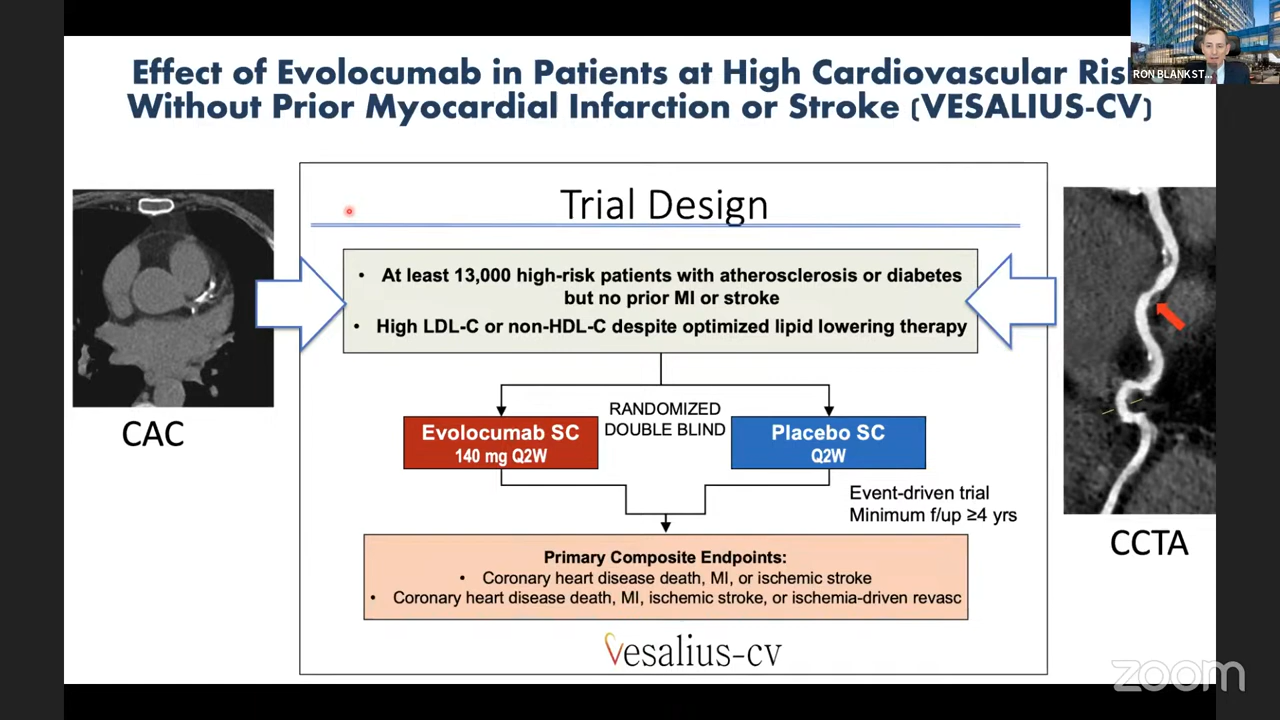 Effect of Evolocumab in Patients at High Cardiovascular Ris
Without Prior Myocardial Infarction or Stroke (VESALIUS-CV)
RON BLANKST...
Trial Design
• At least 13,000 high-risk patients with atherosclerosis or diabetes
but no prior MI or stroke
• High LDL-C or non-HDL-C despite optimized lipid lowering therapy
CAC
RANDOMIZED
DOUBLE BLIND
Evolocumab SC
140 mg Q2W
Placebo SC
Q2W
Event-driven trial
Minimum f/up ≥4 yrs
CCTA
Primary Composite Endpoints:
• Coronary heart disease death, MI, or ischemic stroke
• Coronary heart disease death, MI, ischemic stroke, or ischemia-driven revasc
Vesalius-cv
zoom